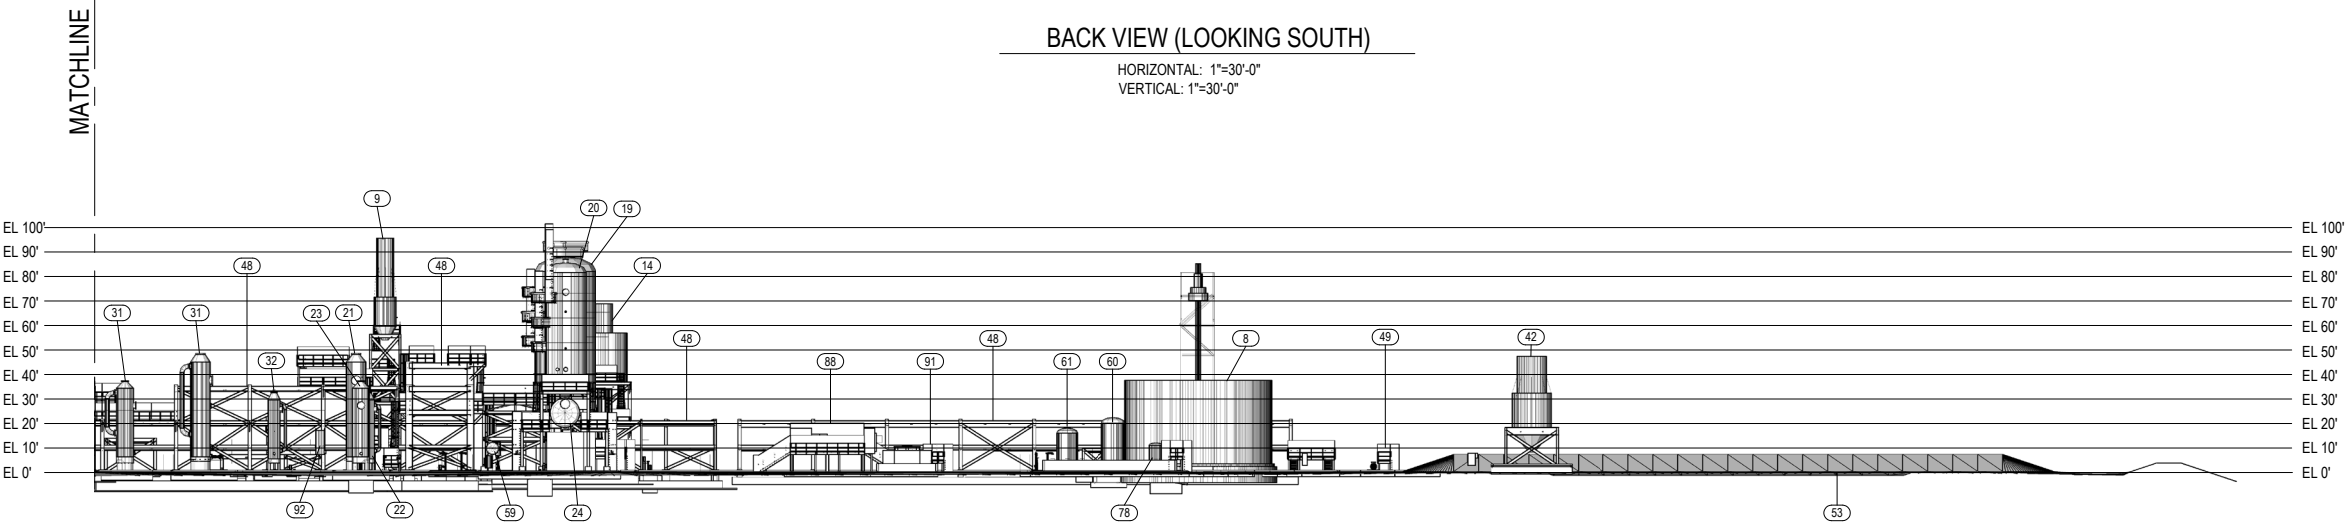 MATCHLINE
BACK VIEW (LOOKING SOUTH)
HORIZONTAL: 1"=30'-0"
VERTICAL: 1"=30'-0"
9
20
19
EL 100'
EL 100'
EL 90'
EL 90'
48
48
14
EL 80'
EL 80'
EL 70'
EL 70'
31
31
23
21
EL 60'
EL 60'
48
88
48
8
49
42
EL 50'
EL 50'
32
91
61
60
EL 40'
EL 40'
EL 30'
EL 30'
EL 20'
EL 20'
EL 10'
EL 10'
EL 0'
EL 0'
92
22
59
24
78
53